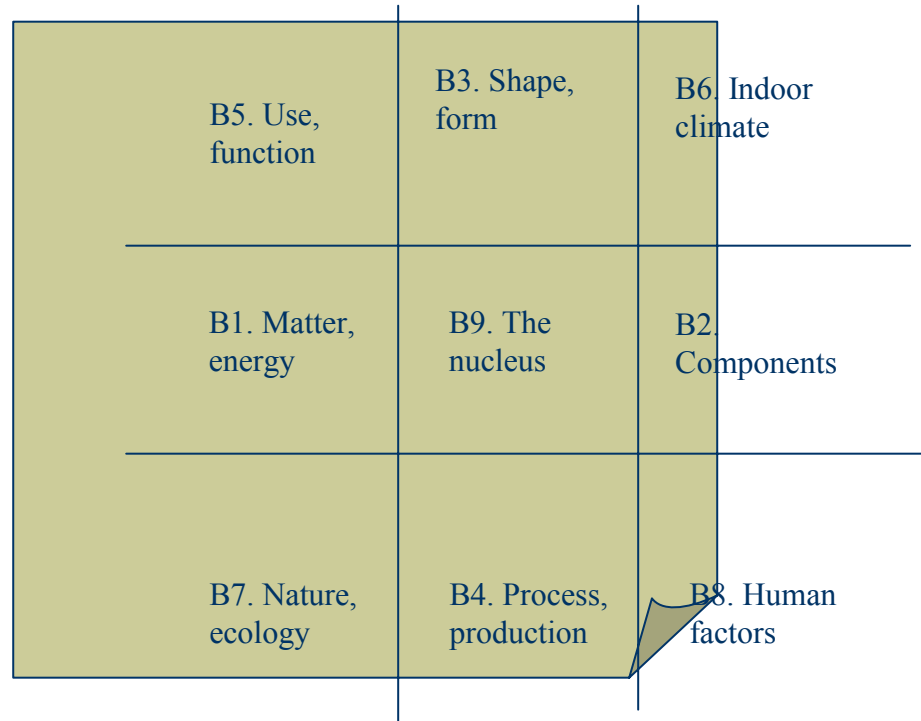 B5. Use,
function
B3. Shape,
form
B6. Indoor
climate
B1. Matter,
energy
B9. The
nucleus
B2.
Components
B7. Nature,
ecology
B4. Process,
production
B8. Human
factors